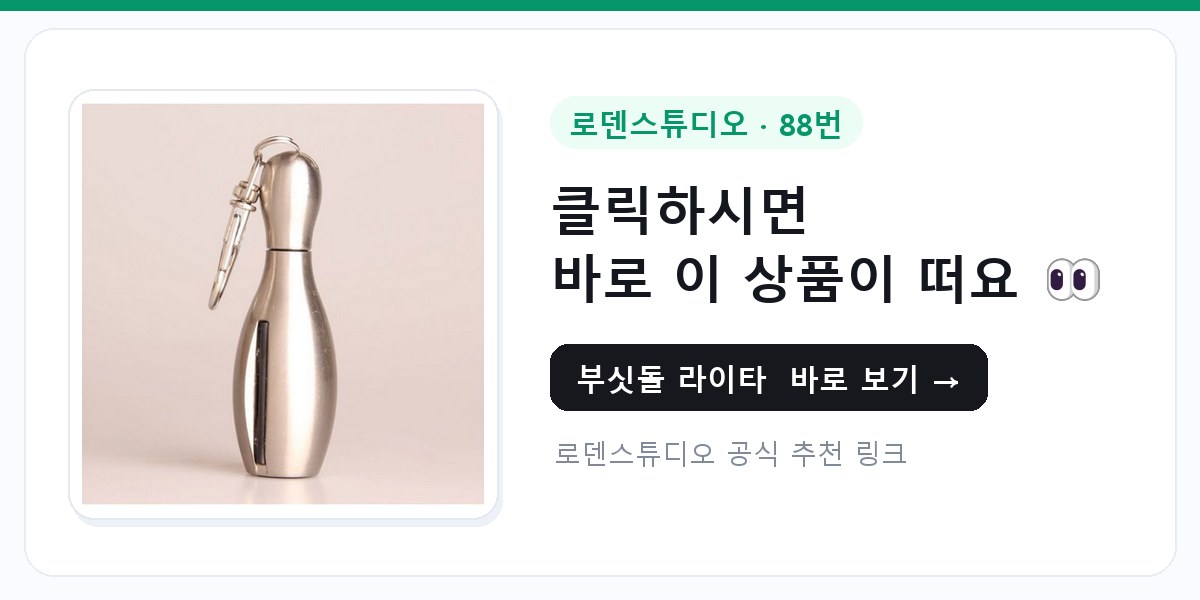 로덴스튜디오 · 88번
클릭하시면
바로 이 상품이 떠요 👀
부싯돌 라이타 바로 보기 →
로덴스튜디오 공식 추천 링크